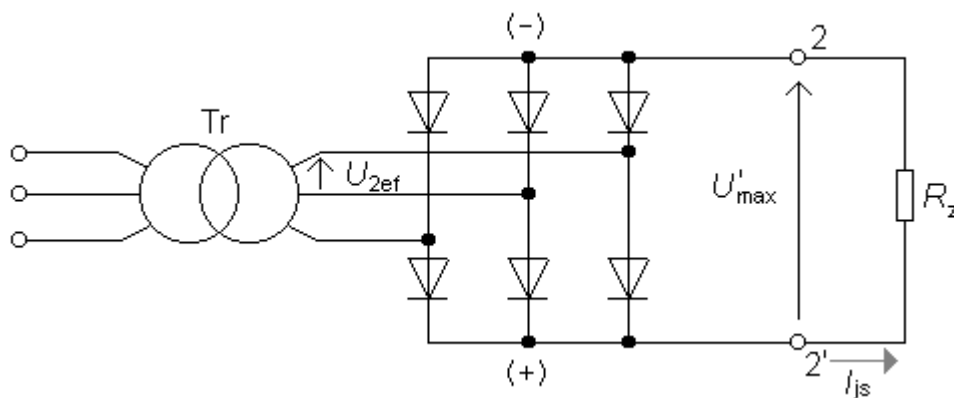 (-)
2
Tr
U2ef
U'max
Rz
(+)
2'
Ijs